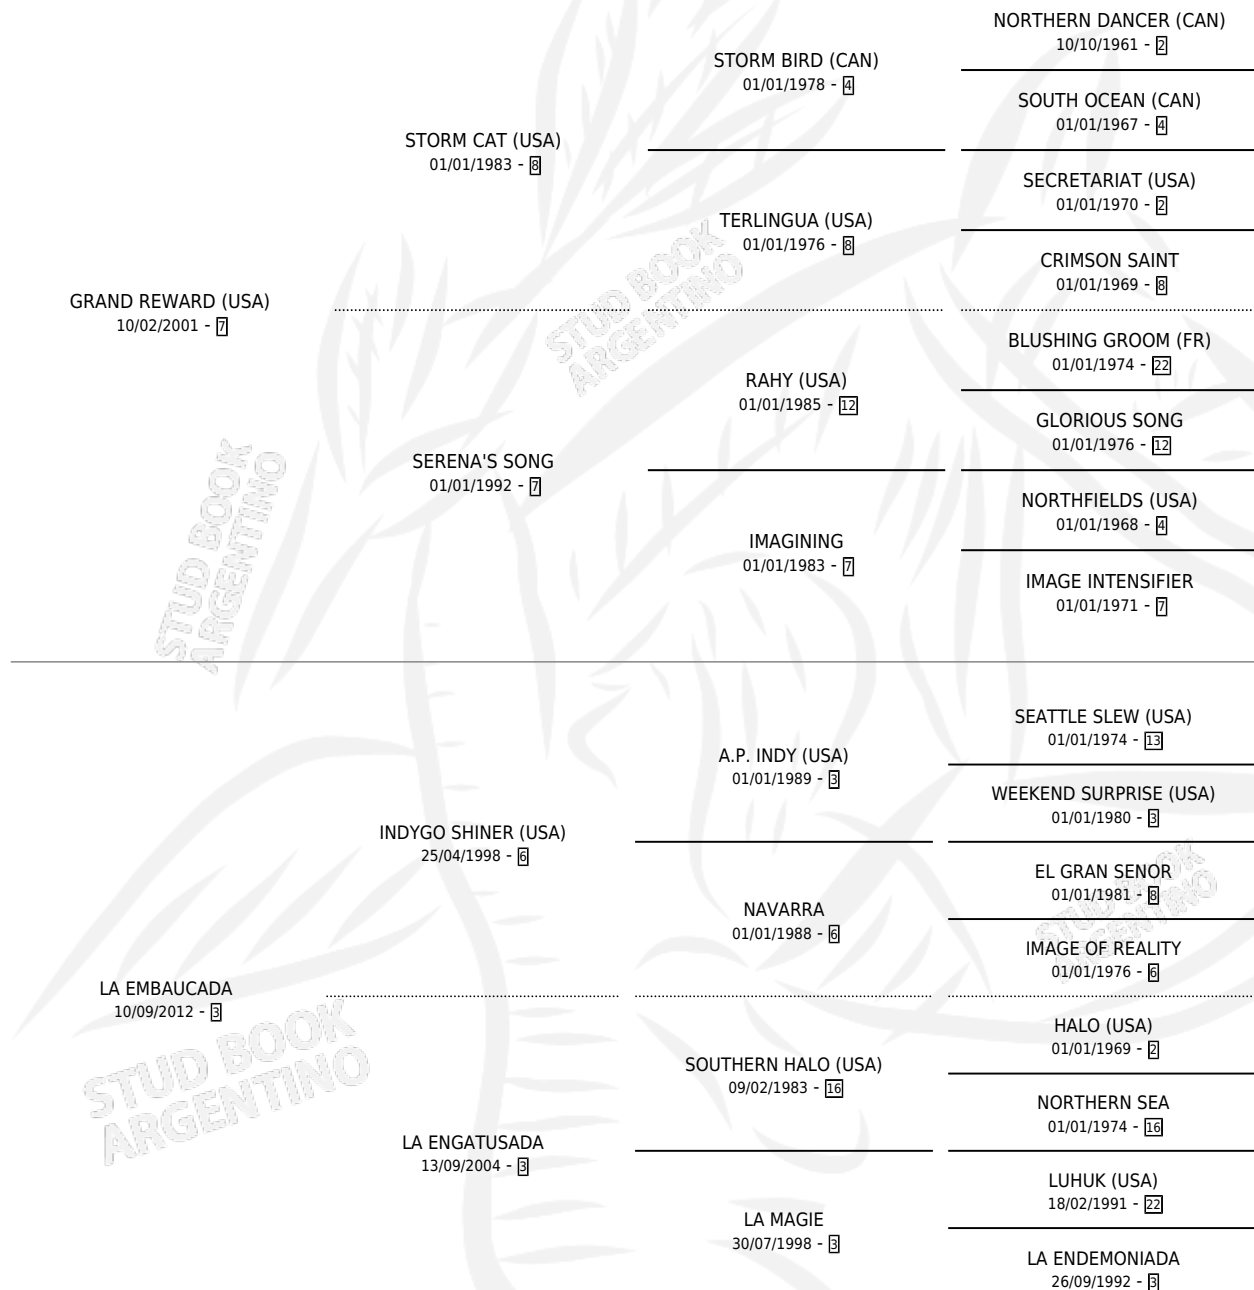 NORTHERN DANCER (CAN)
10/10/1961 - 2
STORM BIRD (CAN)
01/01/1978 - 4
SOUTH OCEAN (CAN)
01/01/1967 - 4
STORM CAT (USA)
01/01/1983 - 8
SECRETARIAT (USA)
01/01/1970 - 2
TERLINGUA (USA)
01/01/1976 - 8
CRIMSON SAINT
01/01/1969 - 8
GRAND REWARD (USA)
10/02/2001 - 7
STUD BOOK
ARGENTINO
BLUSHING GROOM (FR)
01/01/1974 - 22
RAHY (USA)
01/01/1985 - 12
GLORIOUS SONG
01/01/1976 - 12
SERENA'S SONG
01/01/1992 - 7
NORTHFIELDS (USA)
01/01/1968 - 4
IMAGINING
01/01/1983 - 7
IMAGE INTENSIFIER
01/01/1971 - 7
STUD BOOK
ARGENTINO
SEATTLE SLEW (USA)
01/01/1974 - 13
A.P. INDY (USA)
01/01/1989 - 3
WEEKEND SURPRISE (USA)
01/01/1980 - 3
INDYGO SHINER (USA)
25/04/1998 - 6
EL GRAN SENOR
01/01/1981 - 8
NAVARRA
01/01/1988 - 6
IMAGE OF REALITY
01/01/1976 - 6
STUD BOOK
ARGENTINO
LA EMBAUCADA
10/09/2012 - 3
HALO (USA)
01/01/1969 - 2
SOUTHERN HALO (USA)
09/02/1983 - 16
NORTHERN SEA
01/01/1974 - 16
STUD BOOK
ARGENTINO
LA ENGATUSADA
13/09/2004 - 3
LUHUK (USA)
18/02/1991 - 22
LA MAGIE
30/07/1998 - 3
LA ENDEMONIADA
26/09/1992 - 3